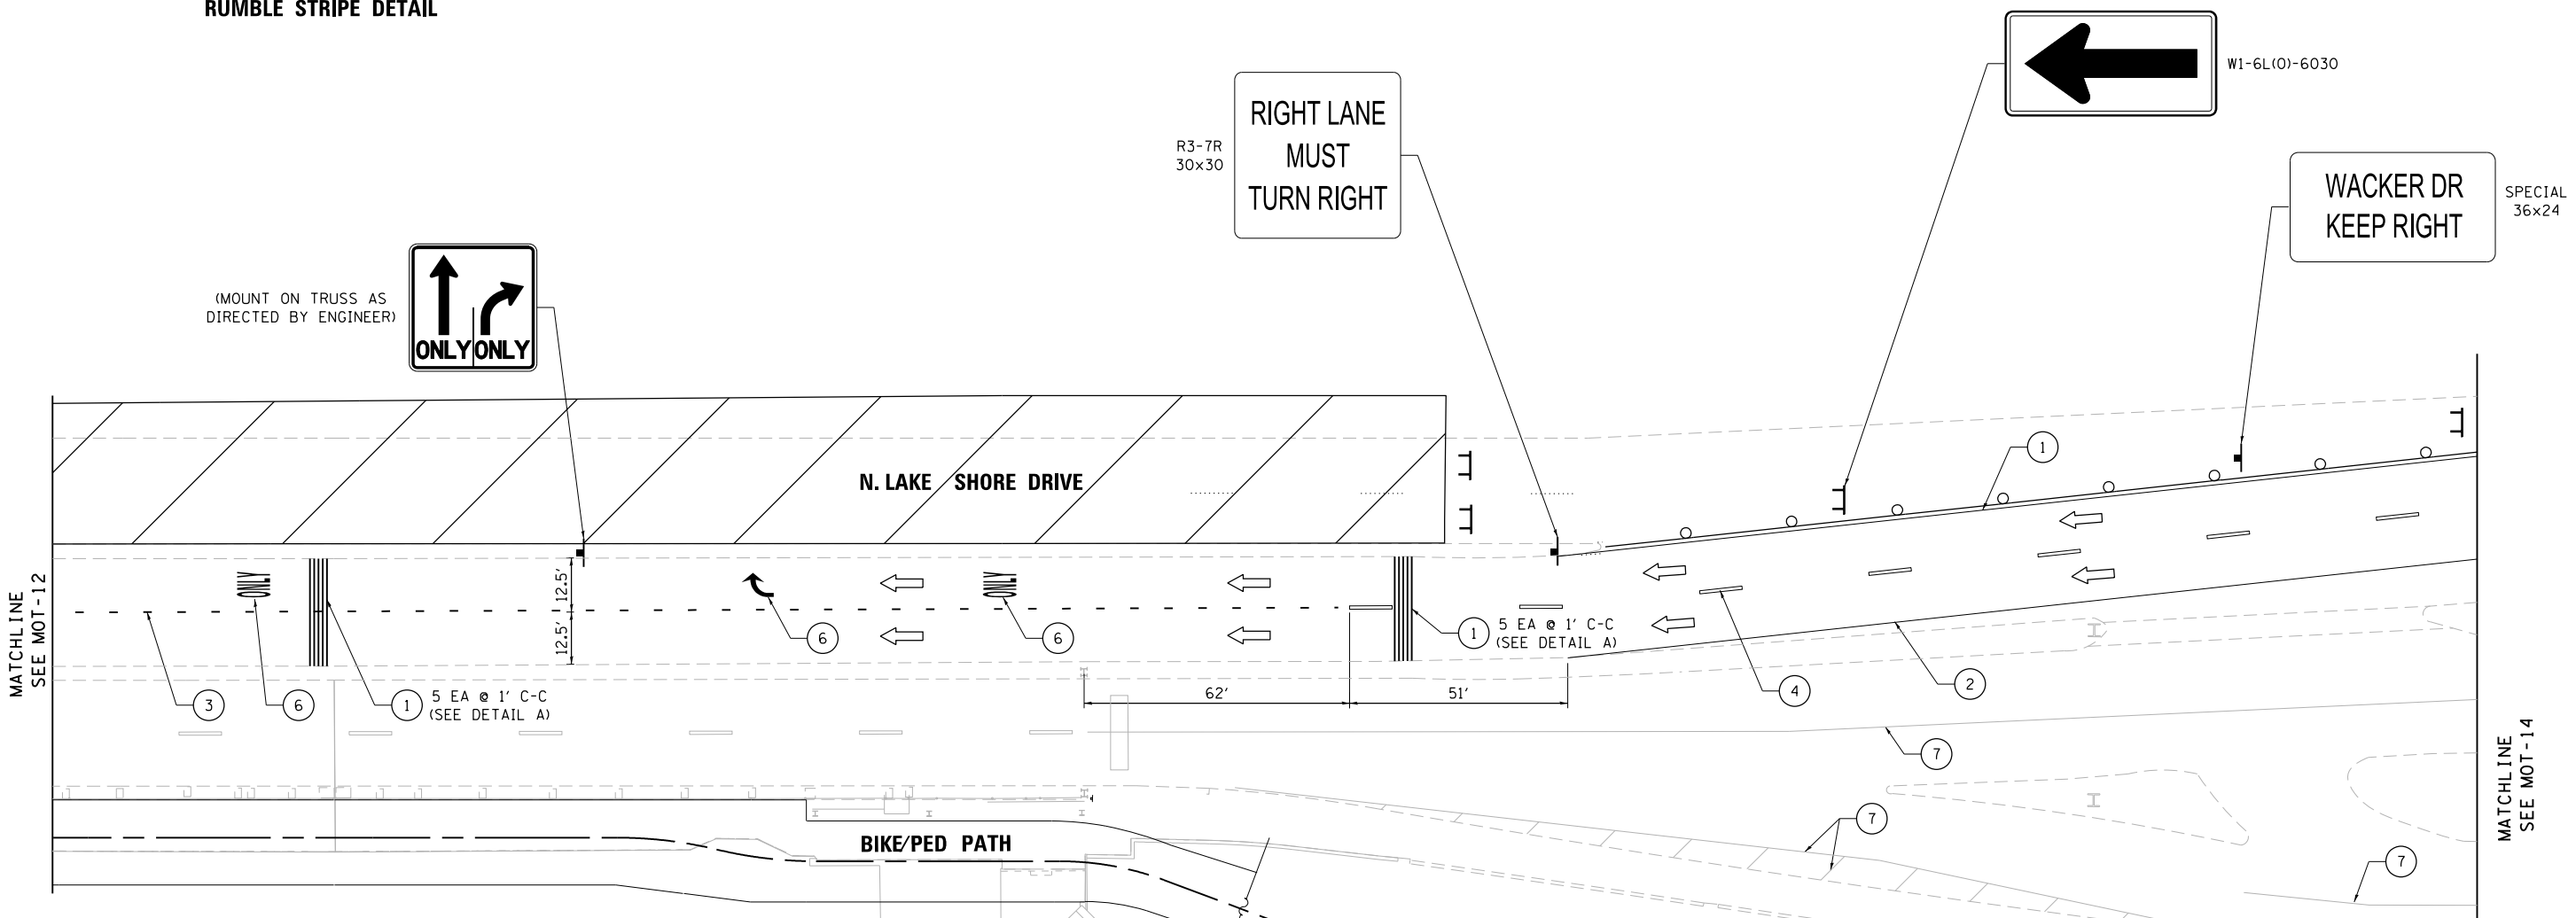 RUMBLE STRIPE DETAIL
W1-6L(O)-6030
RIGHT LANE
MUST
TURN RIGHT
R3-7R
30x30
WACKER DR
KEEP RIGHT
SPECIAL
36x24
(MOUNT ON TRUSS AS
DIRECTED BY ENGINEER)
ONLY ONLY
1
N. LAKE SHORE DRIVE
MATCHLINE
SEE MOT-12
ONLY
12.5'
12.5'
6
ONLY
6
1
5 EA @ 1' C-C
(SEE DETAIL A)
3
6
1
5 EA @ 1' C-C
(SEE DETAIL A)
62'
51'
4
2
7
MATCHLINE
SEE MOT-14
7
BIKE/PED PATH
7